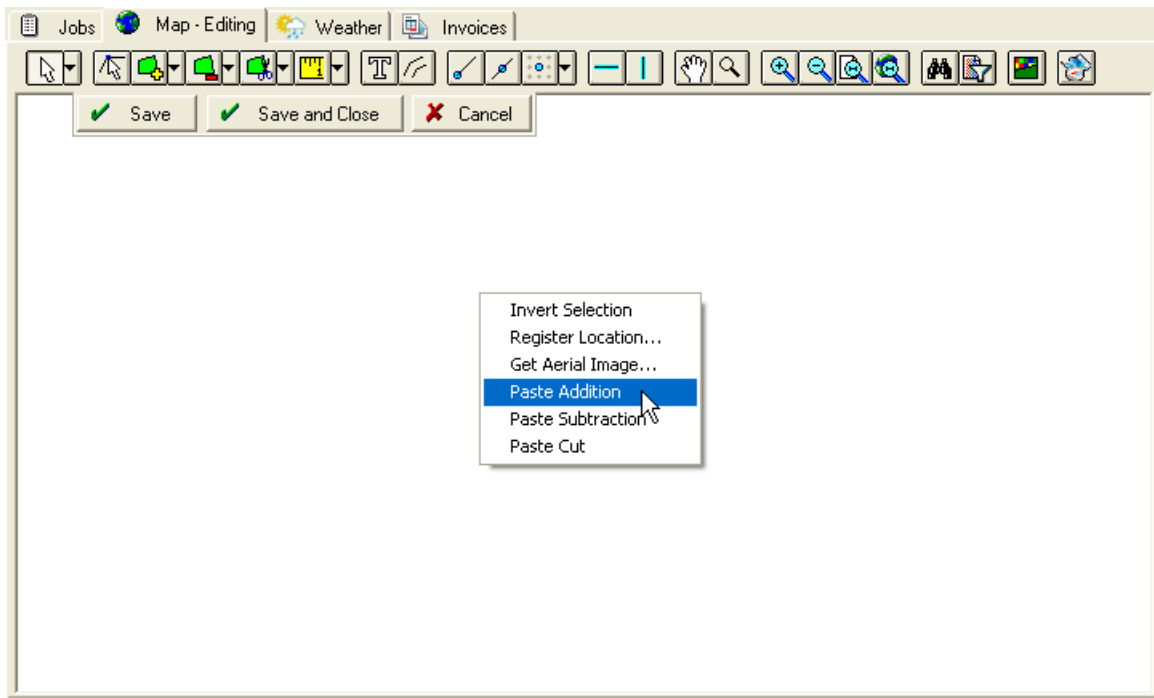 Jobs Map - Editing Weather Invoices
T
Save Save and Close Cancel
Invert Selection
Register Location...
Get Aerial Image...
Paste Addition
Paste Subtraction
Paste Cut